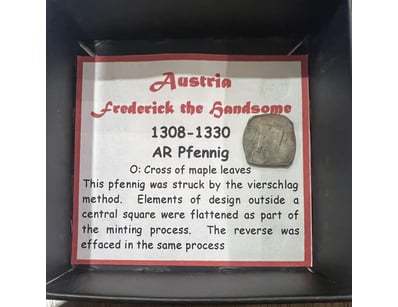 Austria
Frederick the Handsome
1308-1330
AR Pfennig
O: Cross of maple leaves
This pfennig was struck by the vierschlag
method. Elements of design outside a
central square were flattened as part of
the minting process. The reverse was
effaced in the same process